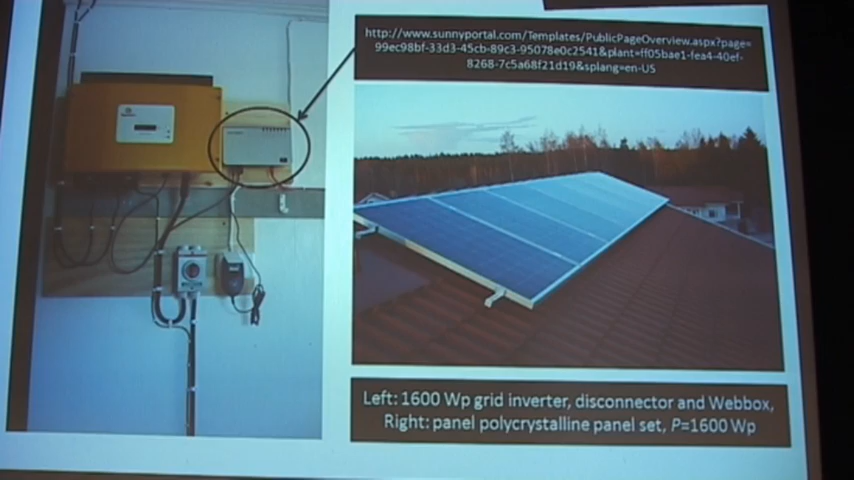 http://www.sunnyportal.com/Templates/PublicPageOverview.aspx?page=
99ec98bf-33d3-45cb-89c3-95078e0c2541&plant=ff05bae1-fea4-40ef-
8268-7c5a68f21d19&splang=en-US
Left: 1600 Wp grid inverter, disconnector and Webbox,
Right: panel polycrystalline panel set, P=1600 Wp